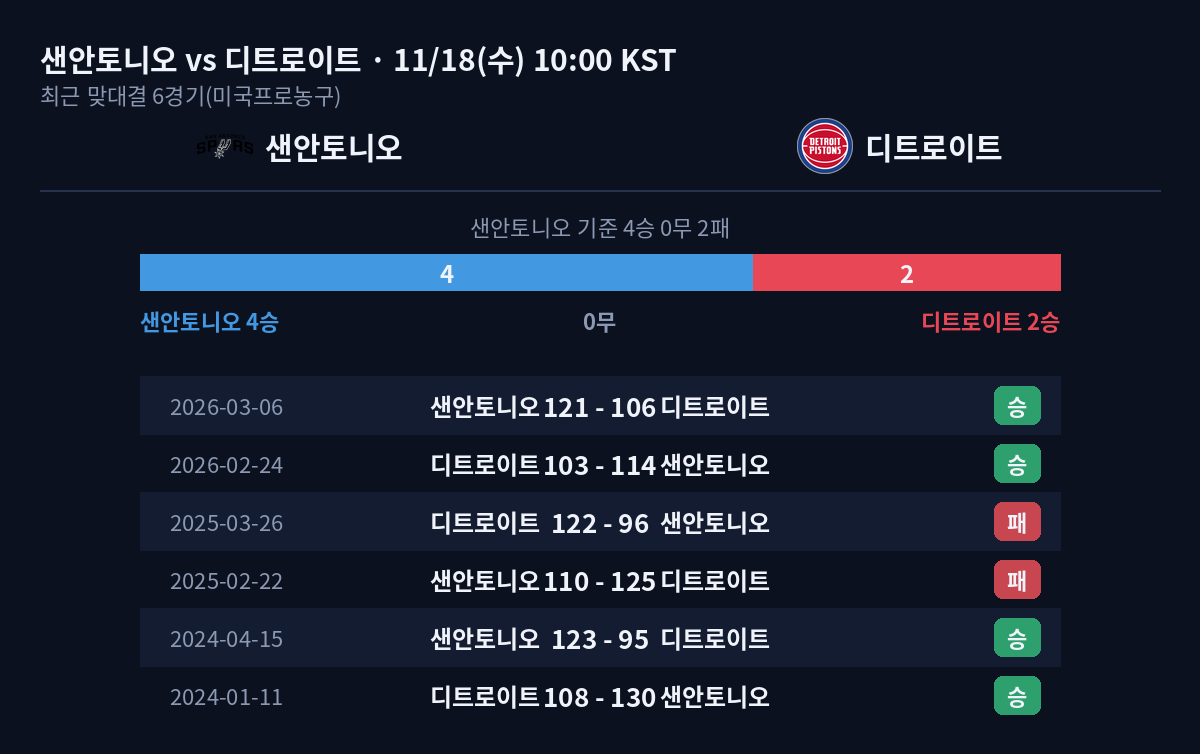 샌안토니오 vs 디트로이트 · 11/18(수) 10:00 KST
최근 맞대결 6경기(미국프로농구)
SPURS 샌안토니오
DETROIT PISTONS 디트로이트
샌안토니오 기준 4승 0무 2패
4 2
샌안토니오 4승 0무 디트로이트 2승
2026-03-06 샌안토니오 121 - 106 디트로이트 승
2026-02-24 디트로이트 103 - 114 샌안토니오 승
2025-03-26 디트로이트 122 - 96 샌안토니오 패
2025-02-22 샌안토니오 110 - 125 디트로이트 패
2024-04-15 샌안토니오 123 - 95 디트로이트 승
2024-01-11 디트로이트 108 - 130 샌안토니오 승